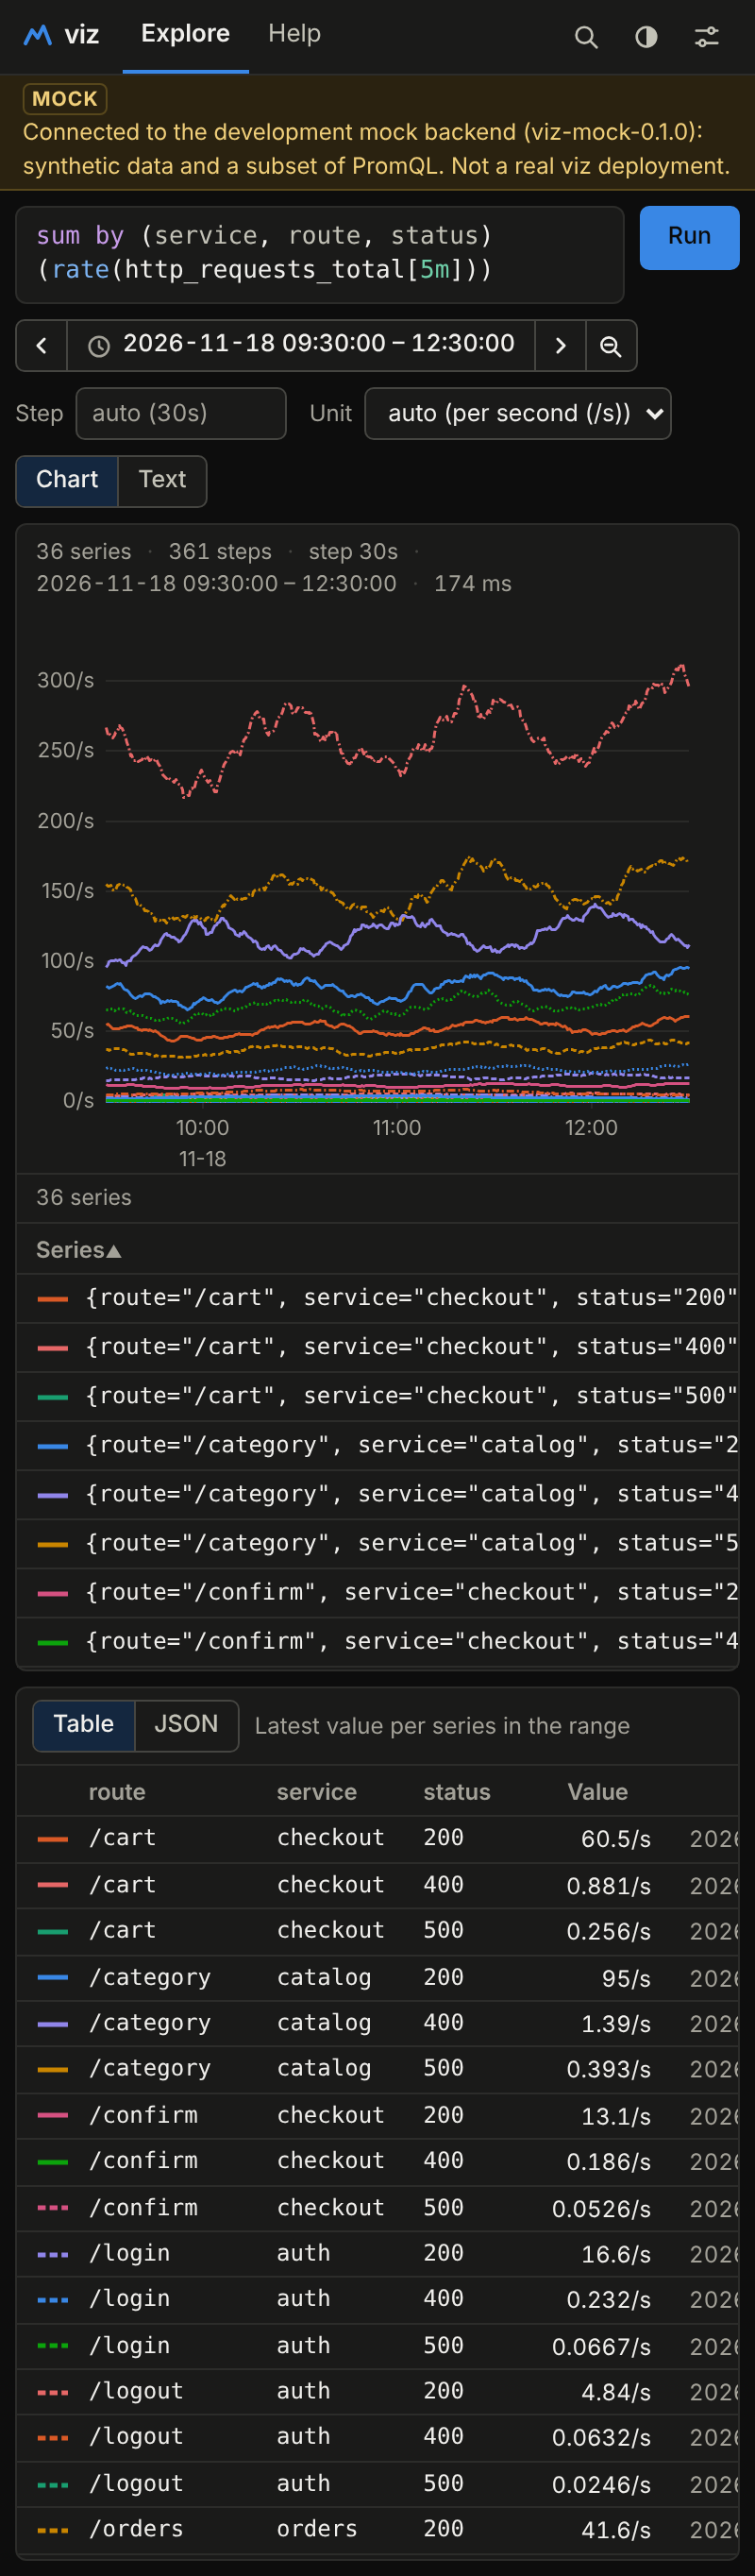 viz Explore Help
MOCK
Connected to the development mock backend (viz-mock-0.1.0):
synthetic data and a subset of PromQL. Not a real viz deployment.
sum by (service, route, status)
(rate(http_requests_total[5m]))
Run
2026-11-18 09:30:00 – 12:30:00
Step auto (30s) Unit auto (per second (/s))
Chart Text
36 series · 361 steps · step 30s ·
2026-11-18 09:30:00 – 12:30:00 · 174 ms
300/s
250/s
200/s
150/s
100/s
50/s
0/s
10:00 11:00 12:00
11-18
36 series
Series▲
{route="/cart", service="checkout", status="200"
{route="/cart", service="checkout", status="400"
{route="/cart", service="checkout", status="500"
{route="/category", service="catalog", status="2
{route="/category", service="catalog", status="4
{route="/category", service="catalog", status="5
{route="/confirm", service="checkout", status="2
{route="/confirm", service="checkout", status="4
Table JSON Latest value per series in the range
route service status Value
/cart checkout 200 60.5/s 2026
/cart checkout 400 0.881/s 2026
/cart checkout 500 0.256/s 2026
/category catalog 200 95/s 2026
/category catalog 400 1.39/s 2026
/category catalog 500 0.393/s 2026
/confirm checkout 200 13.1/s 2026
/confirm checkout 400 0.186/s 2026
/confirm checkout 500 0.0526/s 2026
/login auth 200 16.6/s 2026
/login auth 400 0.232/s 2026
/login auth 500 0.0667/s 2026
/logout auth 200 4.84/s 2026
/logout auth 400 0.0632/s 2026
/logout auth 500 0.0246/s 2026
/orders orders 200 41.6/s 2026